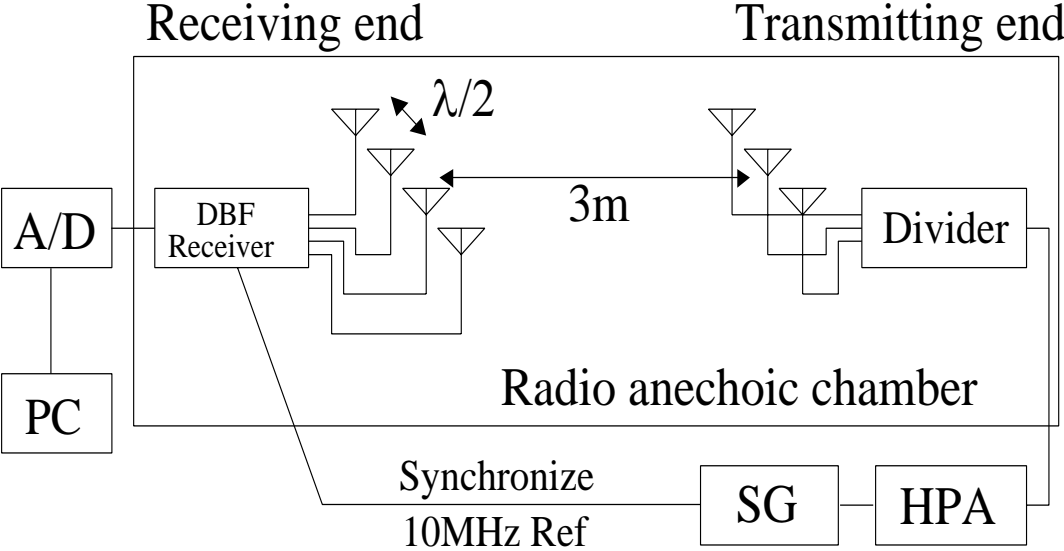 Receiving end
Transmitting end
λ/2
3m
A/D
DBF
Receiver
Divider
PC
Radio anechoic chamber
Synchronize
10MHz Ref
SG
HPA